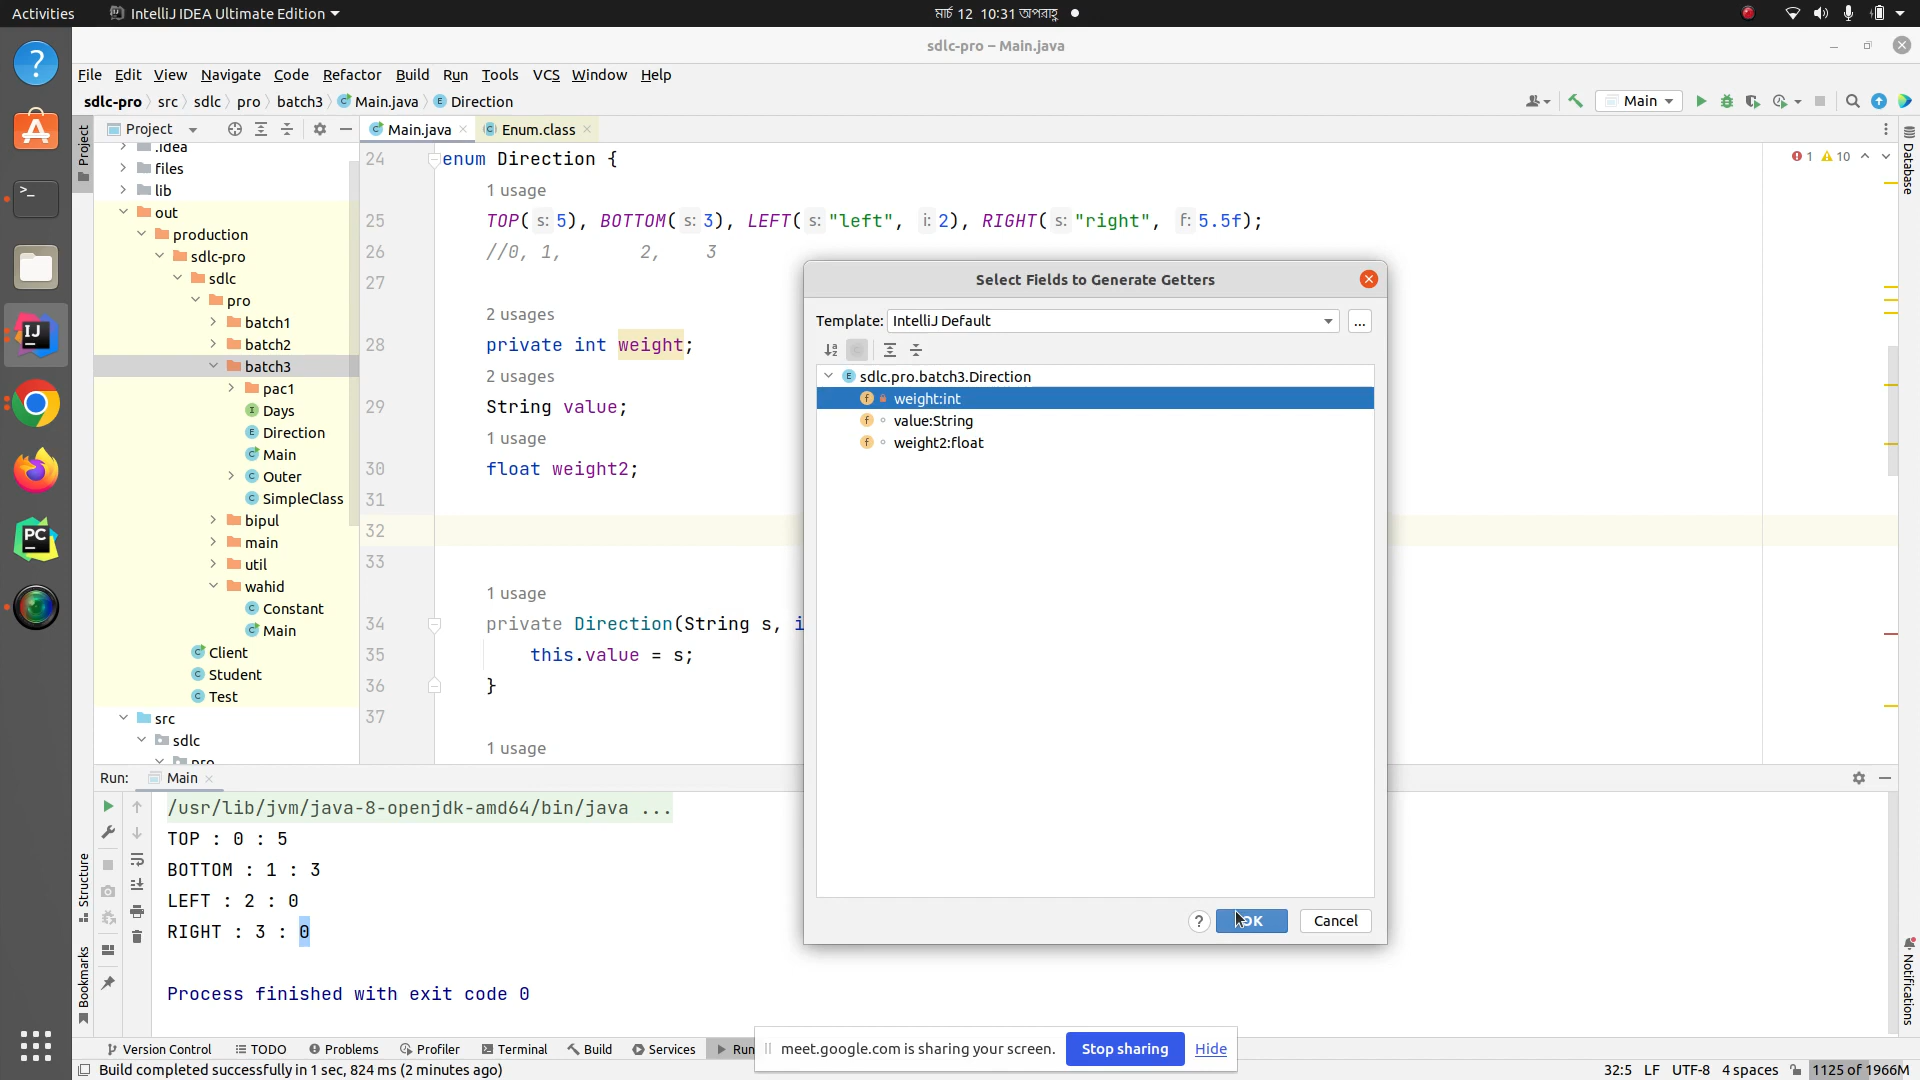 Activities
IntelliJ IDEA Ultimate Edition
মার্চ 12 10:31 অপরাহ্ণ
sdlc-pro – Main.java
File Edit View Navigate Code Refactor Build Run Tools VCS Window Help
sdlc-pro src sdlc pro batch3 Main.java Direction
Main
Project
Project
Main.java
Enum.class
Database
.idea
files
lib
out
production
sdlc-pro
sdlc
pro
batch1
batch2
batch3
pac1
Days
Direction
Main
Outer
SimpleClass
bipul
main
util
wahid
Constant
Main
Client
Student
Test
src
sdlc
pro
1 10
24 enum Direction {
1 usage
25 TOP( s: 5), BOTTOM( s: 3), LEFT( s: "left", i: 2), RIGHT( s: "right", f: 5.5f);
26 //0, 1, 2, 3
27
2 usages
28 private int weight;
2 usages
29 String value;
1 usage
30 float weight2;
31
32
33
1 usage
34 private Direction(String s, i
35 this.value = s;
36 }
37
1 usage
Select Fields to Generate Getters
Template: IntelliJ Default
...
sdlc.pro.batch3.Direction
weight:int
value:String
weight2:float
? OK Cancel
Run: Main
/usr/lib/jvm/java-8-openjdk-amd64/bin/java ...
TOP : 0 : 5
BOTTOM : 1 : 3
LEFT : 2 : 0
RIGHT : 3 : 0
Process finished with exit code 0
Structure
Bookmarks
Notifications
Version Control TODO Problems Profiler Terminal Build Services Run
meet.google.com is sharing your screen. Stop sharing Hide
Build completed successfully in 1 sec, 824 ms (2 minutes ago)
32:5 LF UTF-8 4 spaces 1125 of 1966M